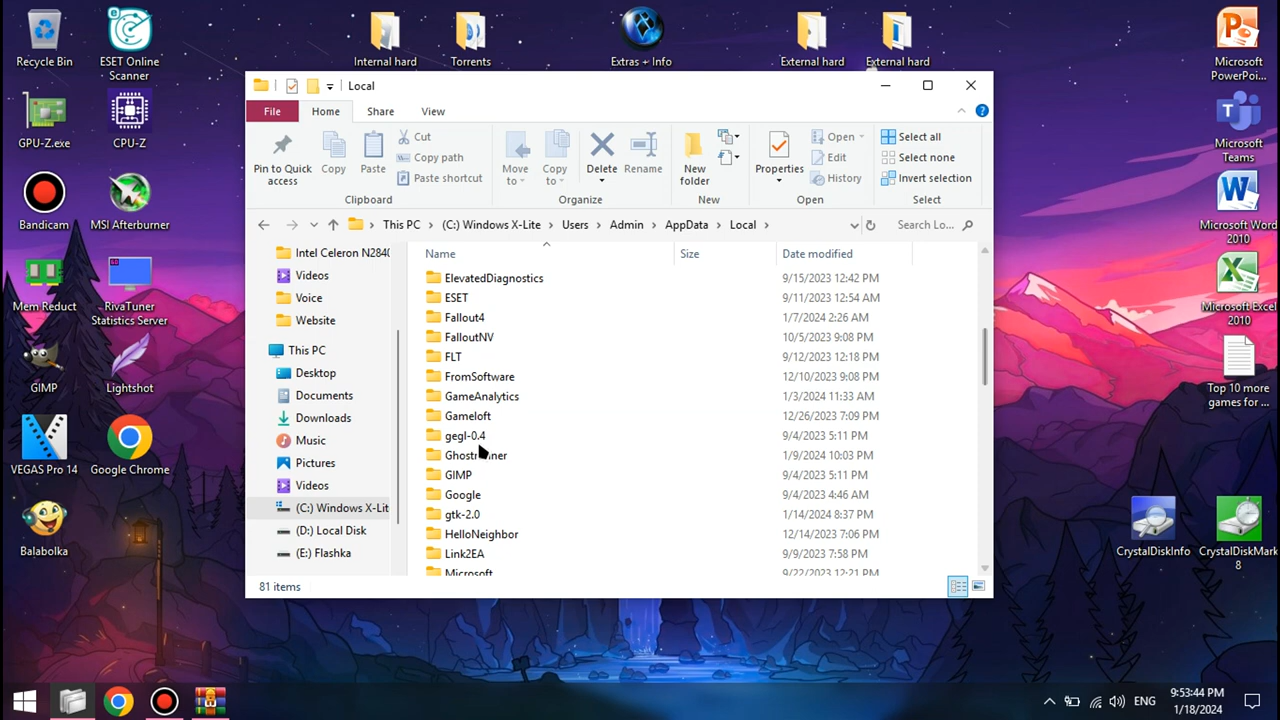 Recycle Bin
ESET Online
Scanner
Internal hard
Torrents
Extras + Info
External hard
External hard
Microsoft
PowerPoi...
GPU-Z.exe
CPU-Z
Microsoft
Teams
Bandicam
MSI Afterburner
Microsoft Word
2010
Mem Reduct
RivaTuner
Statistics Server
Microsoft Excel
2010
GIMP
Lightshot
Top 10 more
games for ...
VEGAS Pro 14
Google Chrome
Balabolka
CrystalDiskInfo
CrystalDiskMark
8
Local
File
Home
Share
View
Pin to Quick
access
Copy
Paste
Cut
Copy path
Paste shortcut
Clipboard
Move
to
Copy
to
Delete
Rename
Organize
New
folder
New
Properties
Open
Edit
History
Open
Select all
Select none
Invert selection
Select
This PC > (C:) Windows X-Lite > Users > Admin > AppData > Local >
Search Lo...
Intel Celeron N2840
Videos
Voice
Website
This PC
Desktop
Documents
Downloads
Music
Pictures
Videos
(C:) Windows X-Lit
(D:) Local Disk
(E:) Flashka
Name Size Date modified
ElevatedDiagnostics 9/15/2023 12:42 PM
ESET 9/11/2023 12:54 AM
Fallout4 1/7/2024 2:26 AM
FalloutNV 10/5/2023 9:08 PM
FLT 9/12/2023 12:18 PM
FromSoftware 12/10/2023 9:08 PM
GameAnalytics 1/3/2024 11:33 AM
Gameloft 12/26/2023 7:09 PM
gegl-0.4 9/4/2023 5:11 PM
Ghostrunner 1/9/2024 10:03 PM
GIMP 9/4/2023 5:11 PM
Google 9/4/2023 4:46 AM
gtk-2.0 1/14/2024 8:37 PM
HelloNeighbor 12/14/2023 7:06 PM
Link2EA 9/9/2023 7:58 PM
Microsoft 9/22/2023 12:21 PM
81 items
ENG
9:53:44 PM
1/18/2024